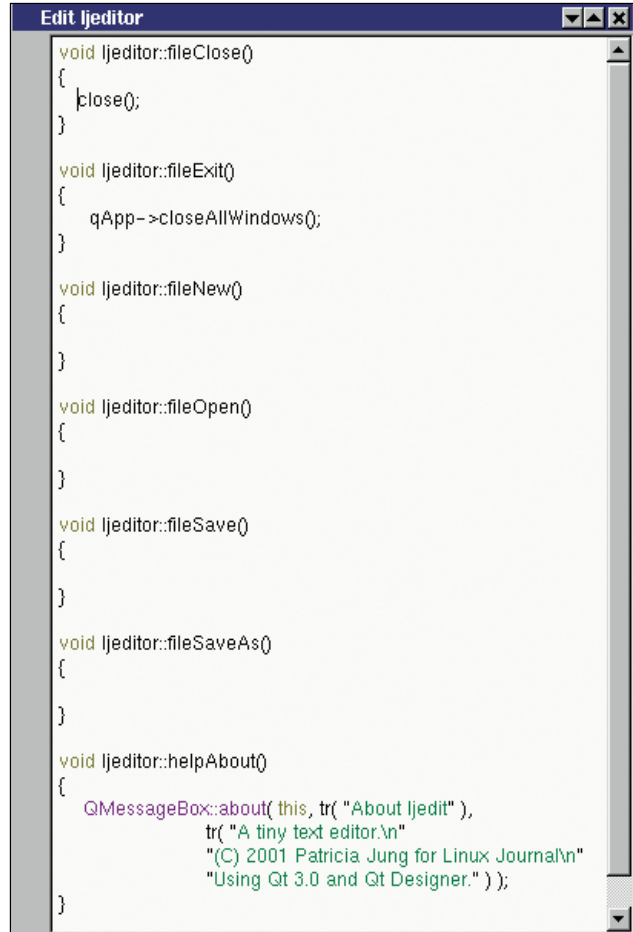 Edit ljeditor
void ljeditor::fileClose()
{
close();
}
void ljeditor::fileExit()
{
qApp->closeAllWindows();
}
void ljeditor::fileNew()
{
}
void ljeditor::fileOpen()
{
}
void ljeditor::fileSave()
{
}
void ljeditor::fileSaveAs()
{
}
void ljeditor::helpAbout()
{
QMessageBox::about( this, tr( "About ljedit" ),
tr( "A tiny text editor.\n"
"(C) 2001 Patricia Jung for Linux Journal\n"
"Using Qt 3.0 and Qt Designer." ) );
}